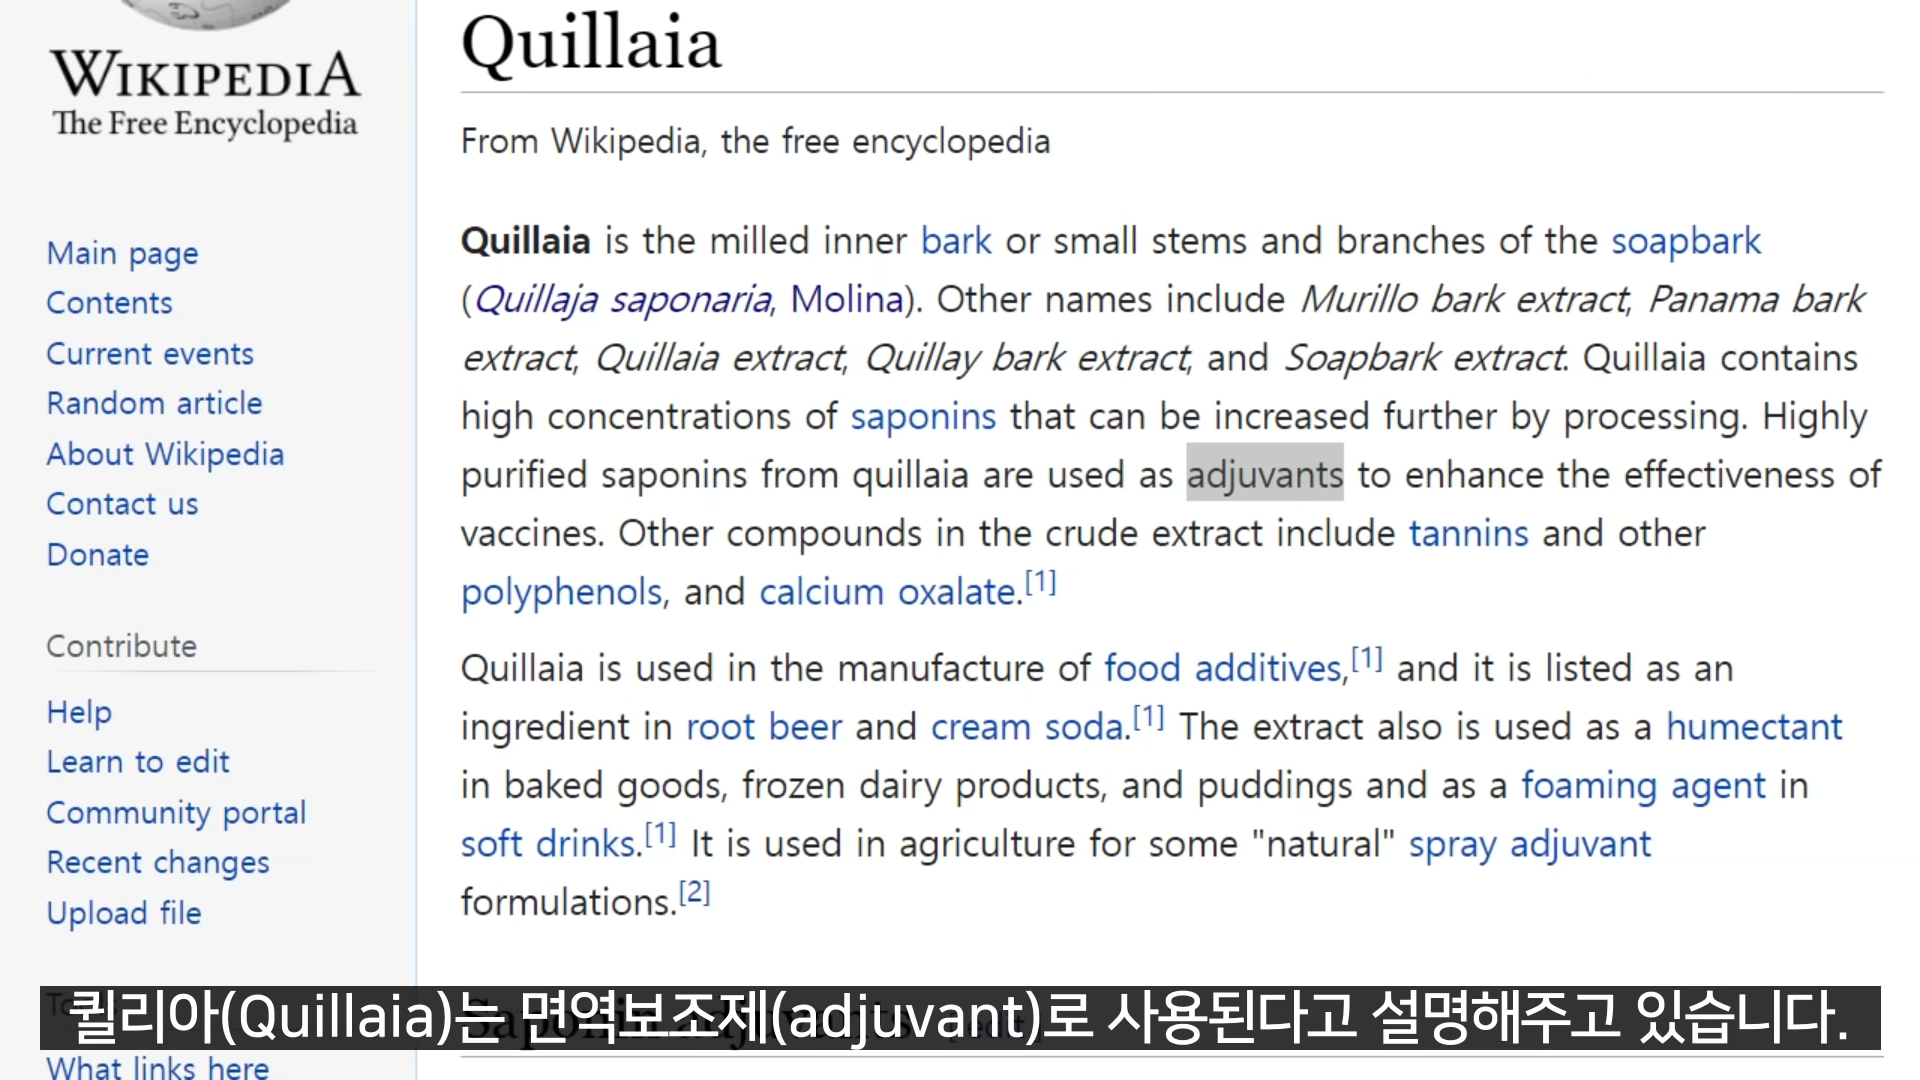 WIKIPEDIA
The Free Encyclopedia
Main page
Contents
Current events
Random article
About Wikipedia
Contact us
Donate
Contribute
Help
Learn to edit
Community portal
Recent changes
Upload file
What links here
Quillaia
From Wikipedia, the free encyclopedia
Quillaia is the milled inner bark or small stems and branches of the soapbark
(Quillaja saponaria, Molina). Other names include Murillo bark extract, Panama bark
extract, Quillaia extract, Quillay bark extract, and Soapbark extract. Quillaia contains
high concentrations of saponins that can be increased further by processing. Highly
purified saponins from quillaia are used as adjuvants to enhance the effectiveness of
vaccines. Other compounds in the crude extract include tannins and other
polyphenols, and calcium oxalate.[1]
Quillaia is used in the manufacture of food additives,[1] and it is listed as an
ingredient in root beer and cream soda.[1] The extract also is used as a humectant
in baked goods, frozen dairy products, and puddings and as a foaming agent in
soft drinks.[1] It is used in agriculture for some "natural" spray adjuvant
formulations.[2]
퀼리아(Quillaia)는 면역보조제(adjuvant)로 사용된다고 설명해주고 있습니다.